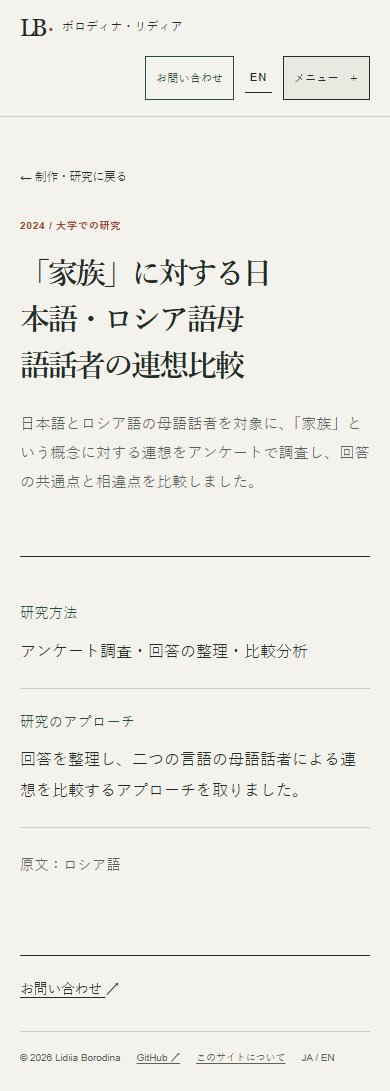 LB· ボロディナ・リディア
お問い合わせ EN メニュー +
← 制作・研究に戻る
2024 / 大学での研究
「家族」に対する日
本語・ロシア語母
語話者の連想比較
日本語とロシア語の母語話者を対象に、「家族」と
いう概念に対する連想をアンケートで調査し、回答
の共通点と相違点を比較しました。
研究方法
アンケート調査・回答の整理・比較分析
研究のアプローチ
回答を整理し、二つの言語の母語話者による連
想を比較するアプローチを取りました。
原文：ロシア語
お問い合わせ ↗
© 2026 Lidiia Borodina GitHub ↗ このサイトについて JA / EN